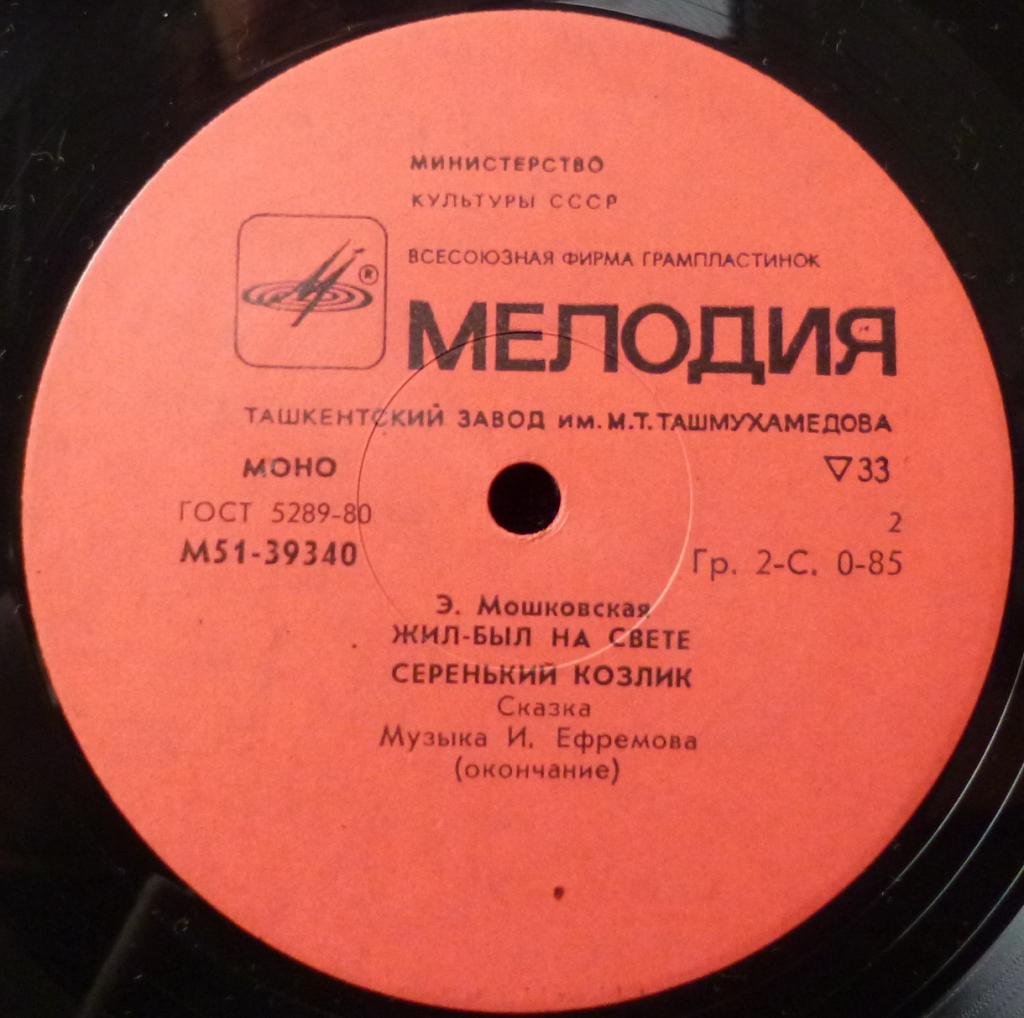 МИНИСТЕРСТВО
КУЛЬТУРЫ СССР
ВСЕСОЮЗНАЯ ФИРМА ГРАМПЛАСТИНОК
®
МЕЛОДИЯ
ТАШКЕНТСКИЙ ЗАВОД ИМ. М.Т. ТАШМУХАМЕДОВА
МОНО ▽33
ГОСТ 5289-80 2
М51-39340 Гр. 2-С. 0-85
Э. Мошковская
ЖИЛ-БЫЛ НА СВЕТЕ
СЕРЕНЬКИЙ КОЗЛИК
Сказка
Музыка И. Ефремова
(окончание)